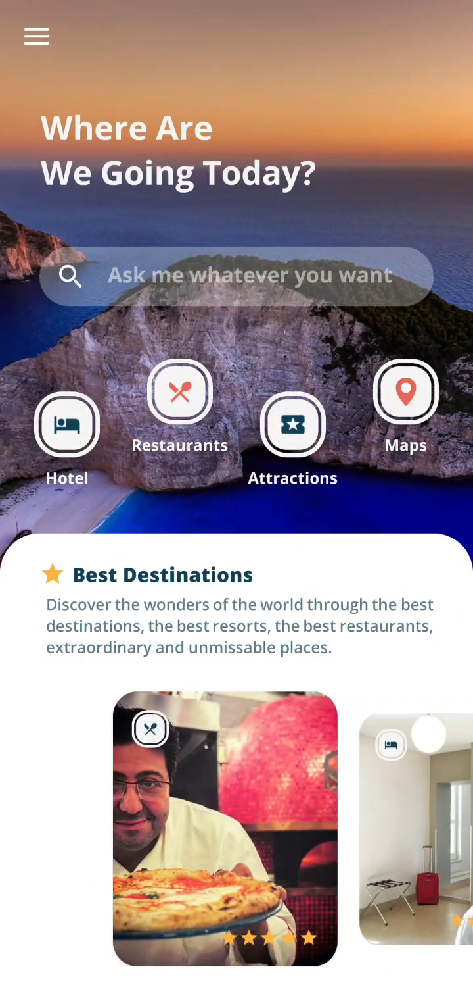 Where Are
We Going Today?
Ask me whatever you want
Restaurants
Maps
Hotel
Attractions
Best Destinations
Discover the wonders of the world through the best
destinations, the best resorts, the best restaurants,
extraordinary and unmissable places.